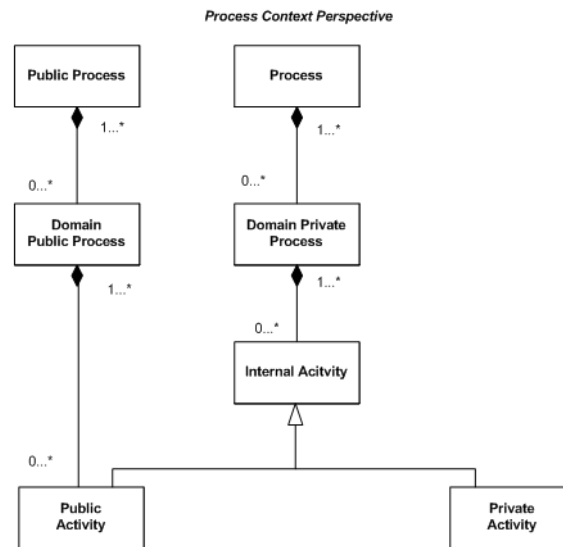 Process Context Perspective
Public Process
Process
1...*
1...*
0...*
0...*
Domain
Public Process
Domain Private
Process
1...*
1...*
0...*
Internal Acitvity
0...*
Public
Activity
Private
Activity